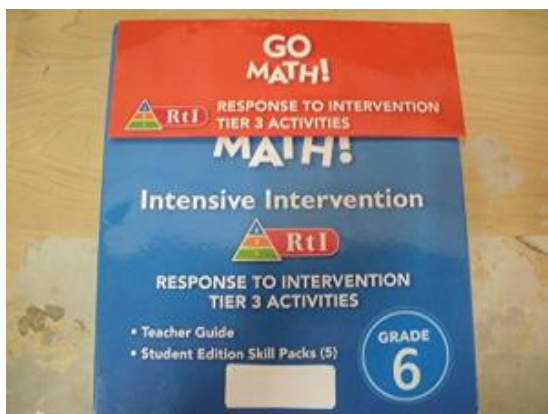 GO
MATH!
RtI RESPONSE TO INTERVENTION
TIER 3 ACTIVITIES
MATH!
Intensive Intervention
RtI
RESPONSE TO INTERVENTION
TIER 3 ACTIVITIES
• Teacher Guide
• Student Edition Skill Packs (5)
GRADE
6